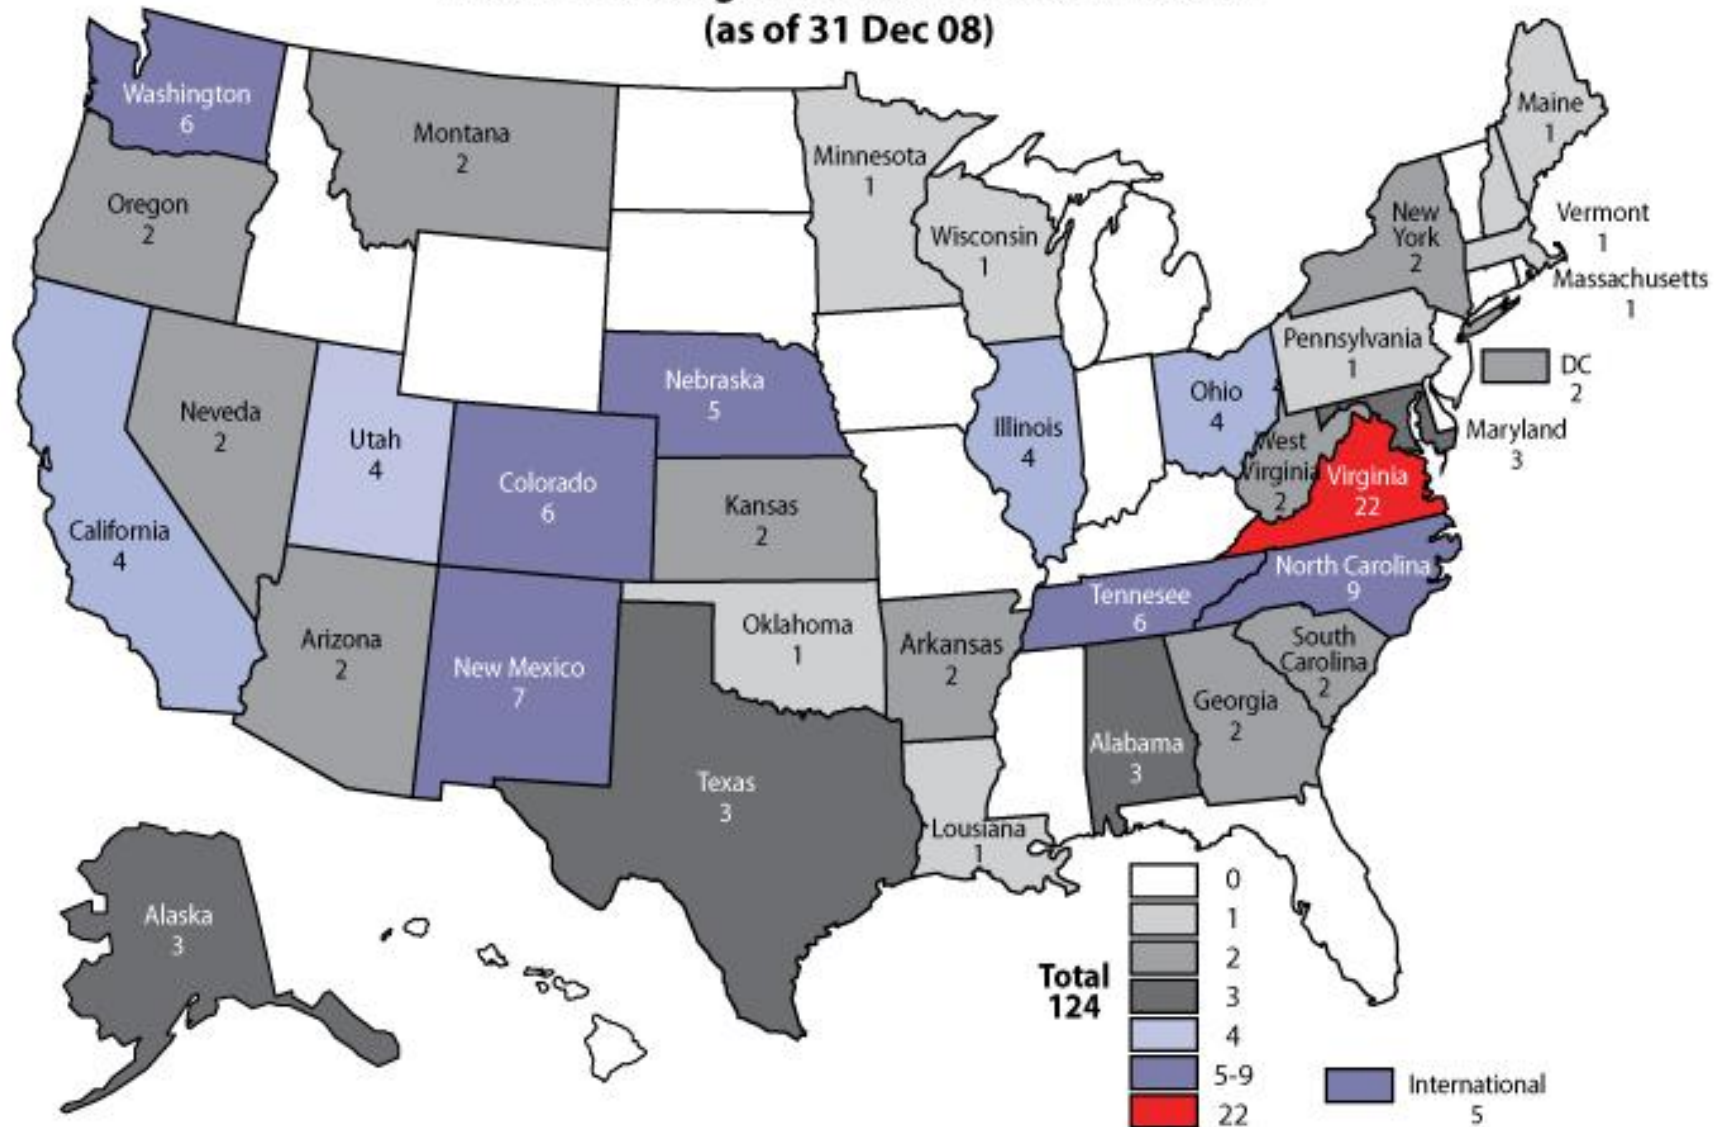 (as of 31 Dec 08)
Washington
6
Montana
2
Oregon
2
Minnesota
1
Wisconsin
1
Maine
1
New
York
2
Vermont
1
Massachusetts
1
Pennsylvania
1
DC
2
Maryland
3
Nebraska
5
Neveda
2
Utah
4
Colorado
6
Kansas
2
California
4
Illinois
4
Ohio
4
West
Virginia
2
Virginia
22
North Carolina
9
Tennesee
6
Arizona
2
New Mexico
7
Oklahoma
1
Arkansas
2
South
Carolina
2
Georgia
2
Alabama
3
Texas
3
Lousiana
1
Alaska
3
Total
124
0
1
2
3
4
5-9
22
International
5